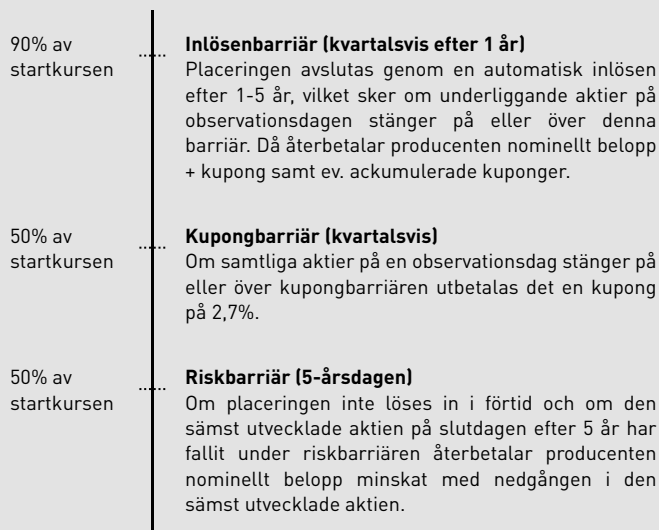 90% av
startkursen
Inlösenbarriär (kvartalsvis efter 1 år)
Placeringen avslutas genom en automatisk inlösen
efter 1-5 år, vilket sker om underliggande aktier på
observationsdagen stänger på eller över denna
barriär. Då återbetalar producenten nominellt belopp
+ kupong samt ev. ackumulerade kuponger.
50% av
startkursen
Kupongbarriär (kvartalsvis)
Om samtliga aktier på en observationsdag stänger på
eller över kupongbarriären utbetalas det en kupong
på 2,7%.
50% av
startkursen
Riskbarriär (5-årsdagen)
Om placeringen inte löses in i förtid och om den
sämst utvecklade aktien på slutdagen efter 5 år har
fallit under riskbarriären återbetalar producenten
nominellt belopp minskat med nedgången i den
sämst utvecklade aktien.